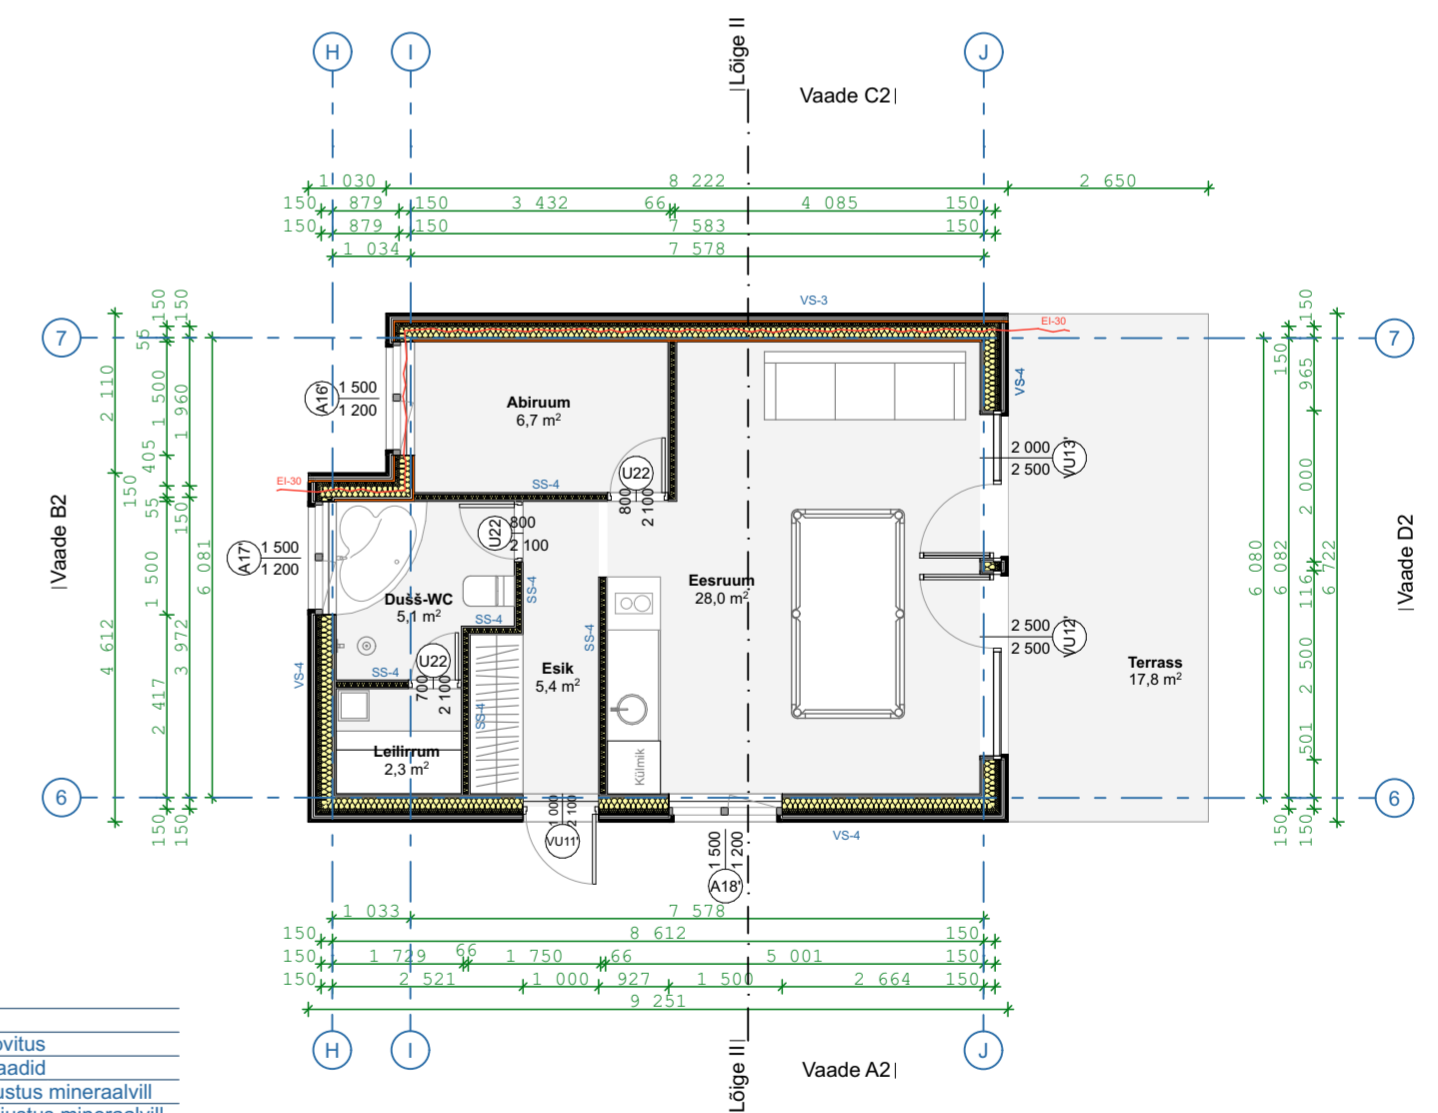 H
I
J
Lõige II
Vaade C2
1 030
8 222
2 650
150
879
150
3 432
66
4 085
150
150
879
150
7 583
150
1 034
7 578
VS-3
EI-30
7
7
150
150
55
2 110
1 500
1 960
405
150
55
150
1 500
6 081
4 612
3 972
2 417
150
150
A16'
1 500
1 200
Abiruum
6,7 m²
VS-4
2 000
2 500
VU13'
U22
800
2 100
SS-4
EI-30
Vaade B2
A17'
1 500
1 200
U22
800
2 100
Dušš-WC
5,1 m²
SS-4
SS-4
SS-4
Eesruum
28,0 m²
2 500
2 500
VU12'
Terrass
17,8 m²
Esik
5,4 m²
U22
700
2 100
SS-4
SS-4
VS-4
Leilirrum
2,3 m²
Külmik
150
150
965
2 000
6 080
6 082
116
6 722
2 500
501
150
150
Vaade D2
6
6
1 000
2 100
VU11'
1 500
1 200
A18'
VS-4
1 033
7 578
150
8 612
150
150
1 729
66
1 750
66
5 001
150
150
2 521
1 000
927
1 500
2 664
150
9 251
H
I
J
Lõige II
Vaade A2
ovitus
aadid
ustus mineraalvill
justus mineraalvill